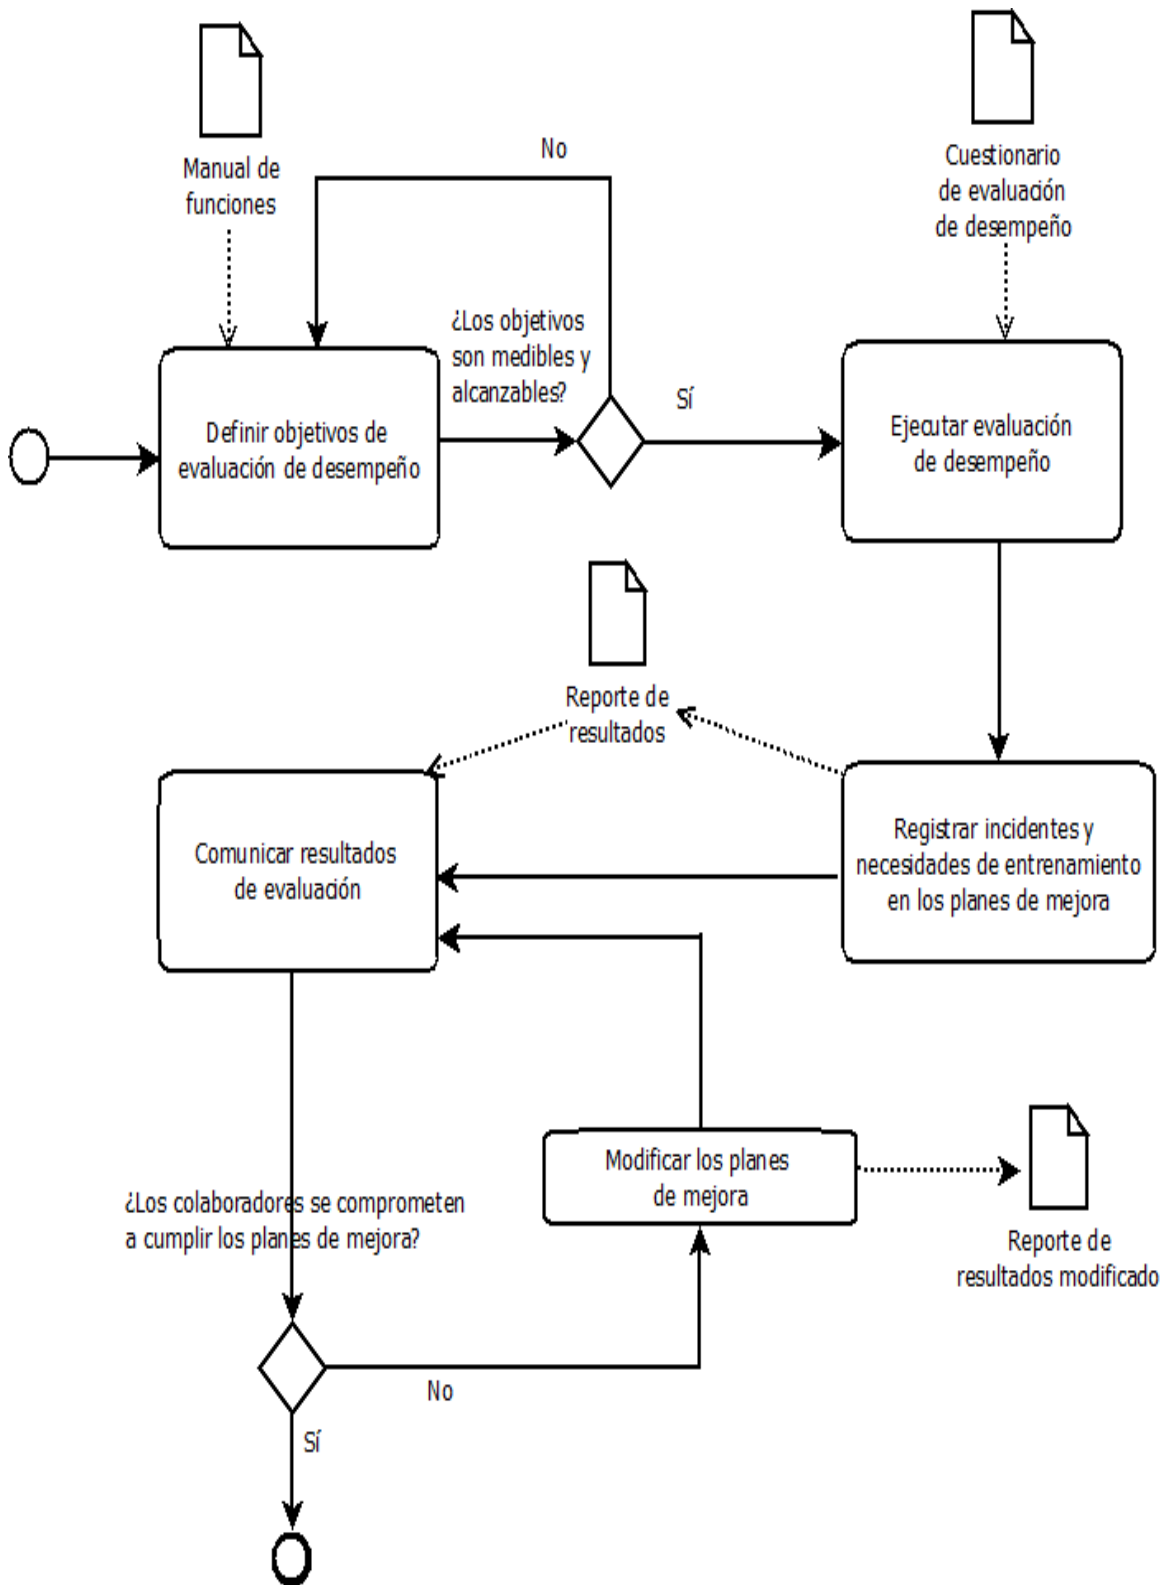 Manual de
funciones
Cuestionario
de evaluación
de desempeño
No
¿Los objetivos
son medibles y
alcanzables?
Sí
Definir objetivos de
evaluación de desempeño
Ejecutar evaluación
de desempeño
Reporte de
resultados
Comunicar resultados
de evaluación
Registrar incidentes y
necesidades de entrenamiento
en los planes de mejora
Modificar los planes
de mejora
¿Los colaboradores se comprometen
a cumplir los planes de mejora?
Reporte de
resultados modificado
No
Sí